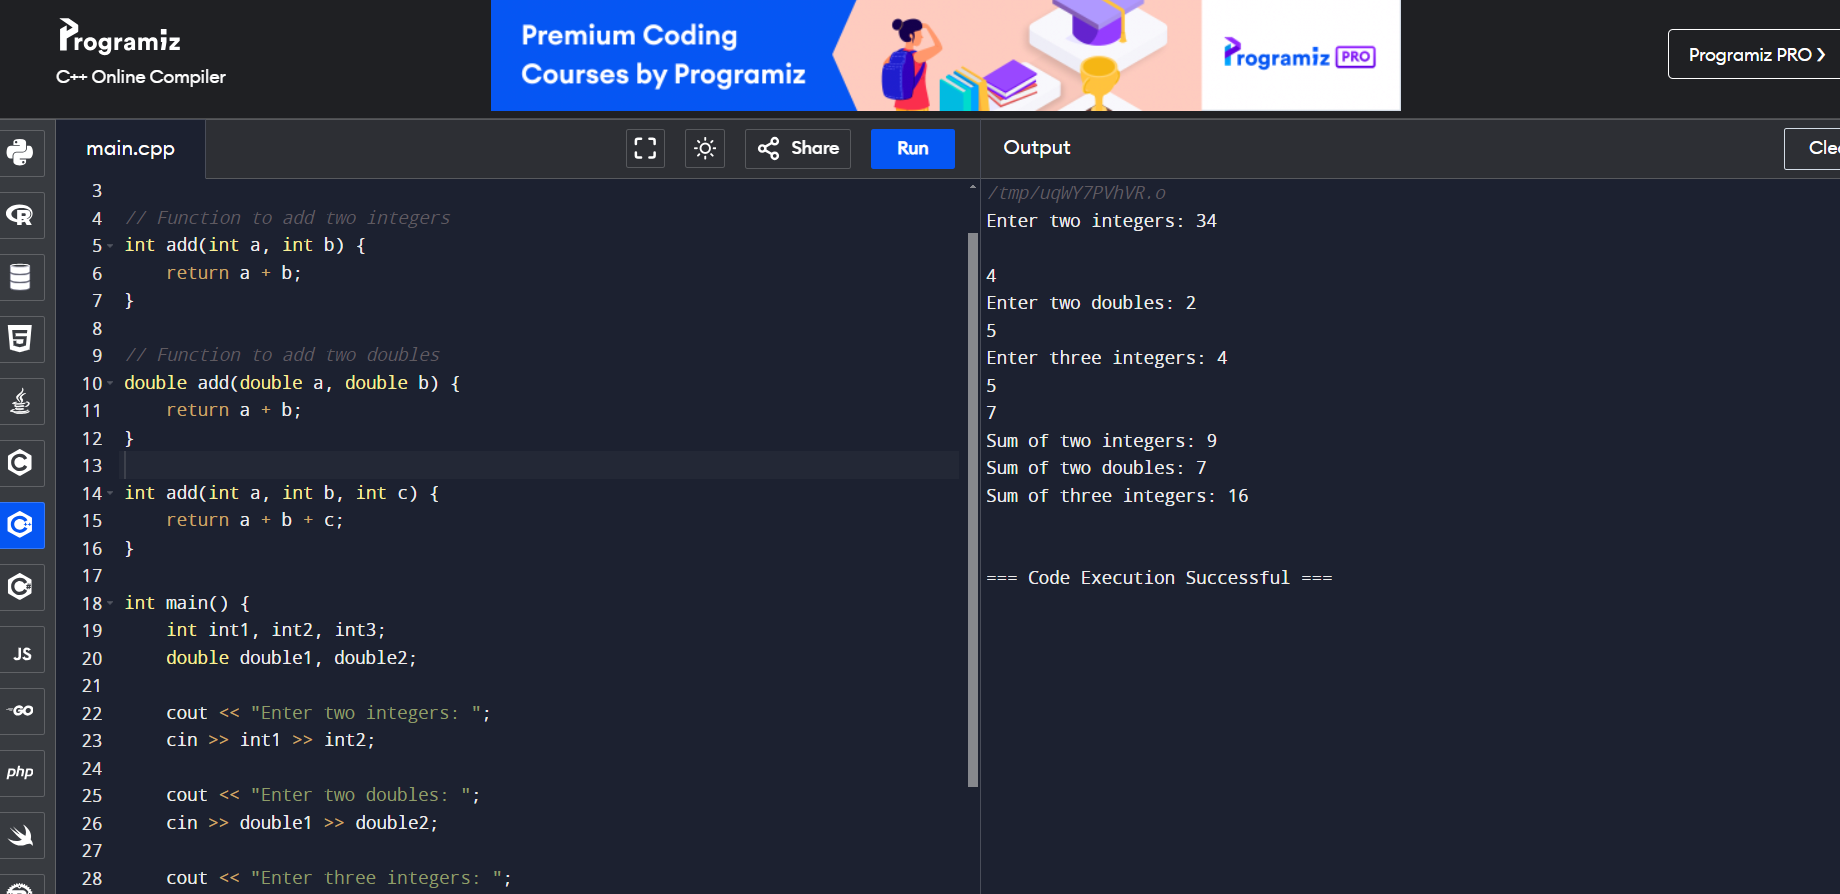 Programiz
C++ Online Compiler
Premium Coding
Courses by Programiz
Programiz PRO
Programiz PRO ❯
main.cpp
Share
Run
Output
3
4 // Function to add two integers
5 int add(int a, int b) {
6     return a + b;
7 }
8
9 // Function to add two doubles
10 double add(double a, double b) {
11     return a + b;
12 }
13
14 int add(int a, int b, int c) {
15     return a + b + c;
16 }
17
18 int main() {
19     int int1, int2, int3;
20     double double1, double2;
21
22     cout << "Enter two integers: ";
23     cin >> int1 >> int2;
24
25     cout << "Enter two doubles: ";
26     cin >> double1 >> double2;
27
28     cout << "Enter three integers: ";
/tmp/uqWY7PVhVR.o
Enter two integers: 34
4
Enter two doubles: 2
5
Enter three integers: 4
5
7
Sum of two integers: 9
Sum of two doubles: 7
Sum of three integers: 16
=== Code Execution Successful ===
R
5
C
C++
C#
JS
GO
php